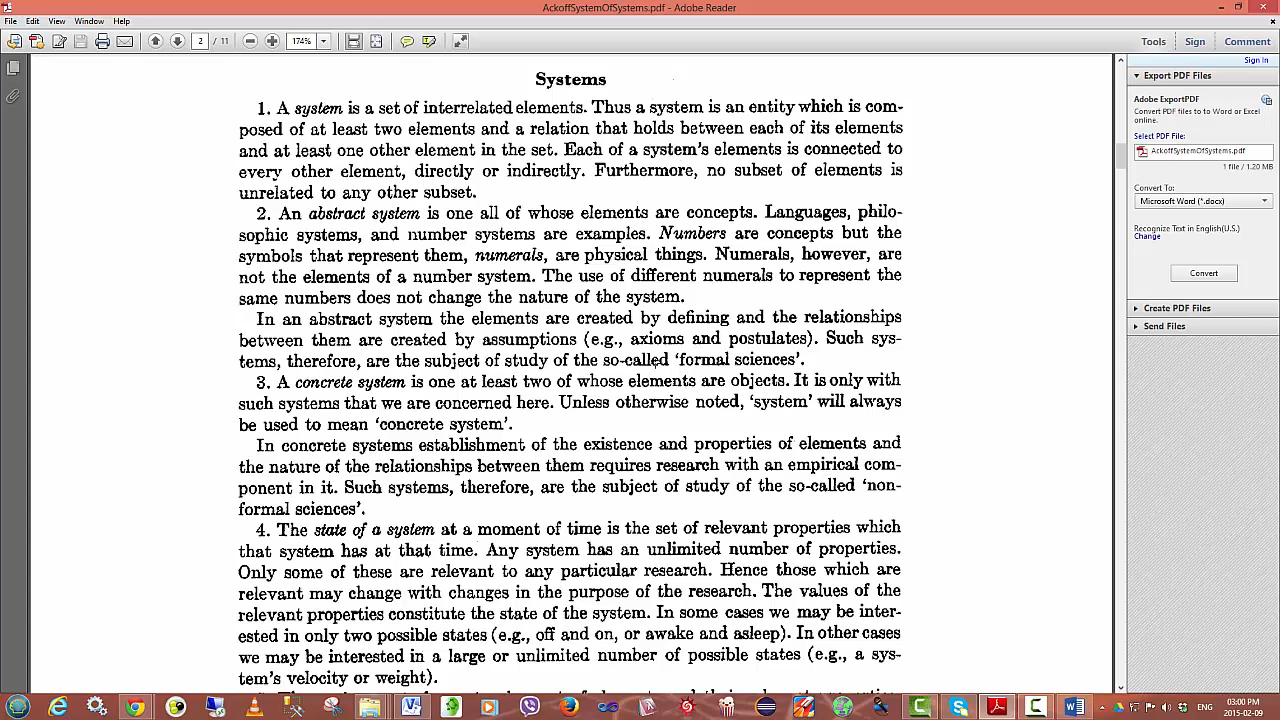 AckoffSystemOfSystems.pdf - Adobe Reader
File Edit View Window Help
2 / 11 174% Tools Sign Comment
Sign In
Export PDF Files
Adobe ExportPDF
Convert PDF files to to Word or Excel
online.
Select PDF File:
AckoffSystemOfSystems.pdf
1 file / 1.20 MB
Convert To:
Microsoft Word (*.docx)
Recognize Text in English(U.S.)
Change
Convert
Create PDF Files
Send Files
Systems
1. A system is a set of interrelated elements. Thus a system is an entity which is com-
posed of at least two elements and a relation that holds between each of its elements
and at least one other element in the set. Each of a system's elements is connected to
every other element, directly or indirectly. Furthermore, no subset of elements is
unrelated to any other subset.
2. An abstract system is one all of whose elements are concepts. Languages, philo-
sophic systems, and number systems are examples. Numbers are concepts but the
symbols that represent them, numerals, are physical things. Numerals, however, are
not the elements of a number system. The use of different numerals to represent the
same numbers does not change the nature of the system.
In an abstract system the elements are created by defining and the relationships
between them are created by assumptions (e.g., axioms and postulates). Such sys-
tems, therefore, are the subject of study of the so-called 'formal sciences'.
3. A concrete system is one at least two of whose elements are objects. It is only with
such systems that we are concerned here. Unless otherwise noted, 'system' will always
be used to mean 'concrete system'.
In concrete systems establishment of the existence and properties of elements and
the nature of the relationships between them requires research with an empirical com-
ponent in it. Such systems, therefore, are the subject of study of the so-called 'non-
formal sciences'.
4. The state of a system at a moment of time is the set of relevant properties which
that system has at that time. Any system has an unlimited number of properties.
Only some of these are relevant to any particular research. Hence those which are
relevant may change with changes in the purpose of the research. The values of the
relevant properties constitute the state of the system. In some cases we may be inter-
ested in only two possible states (e.g., off and on, or awake and asleep). In other cases
we may be interested in a large or unlimited number of possible states (e.g., a sys-
tem's velocity or weight).
ENG
03:00 PM
2015-02-09